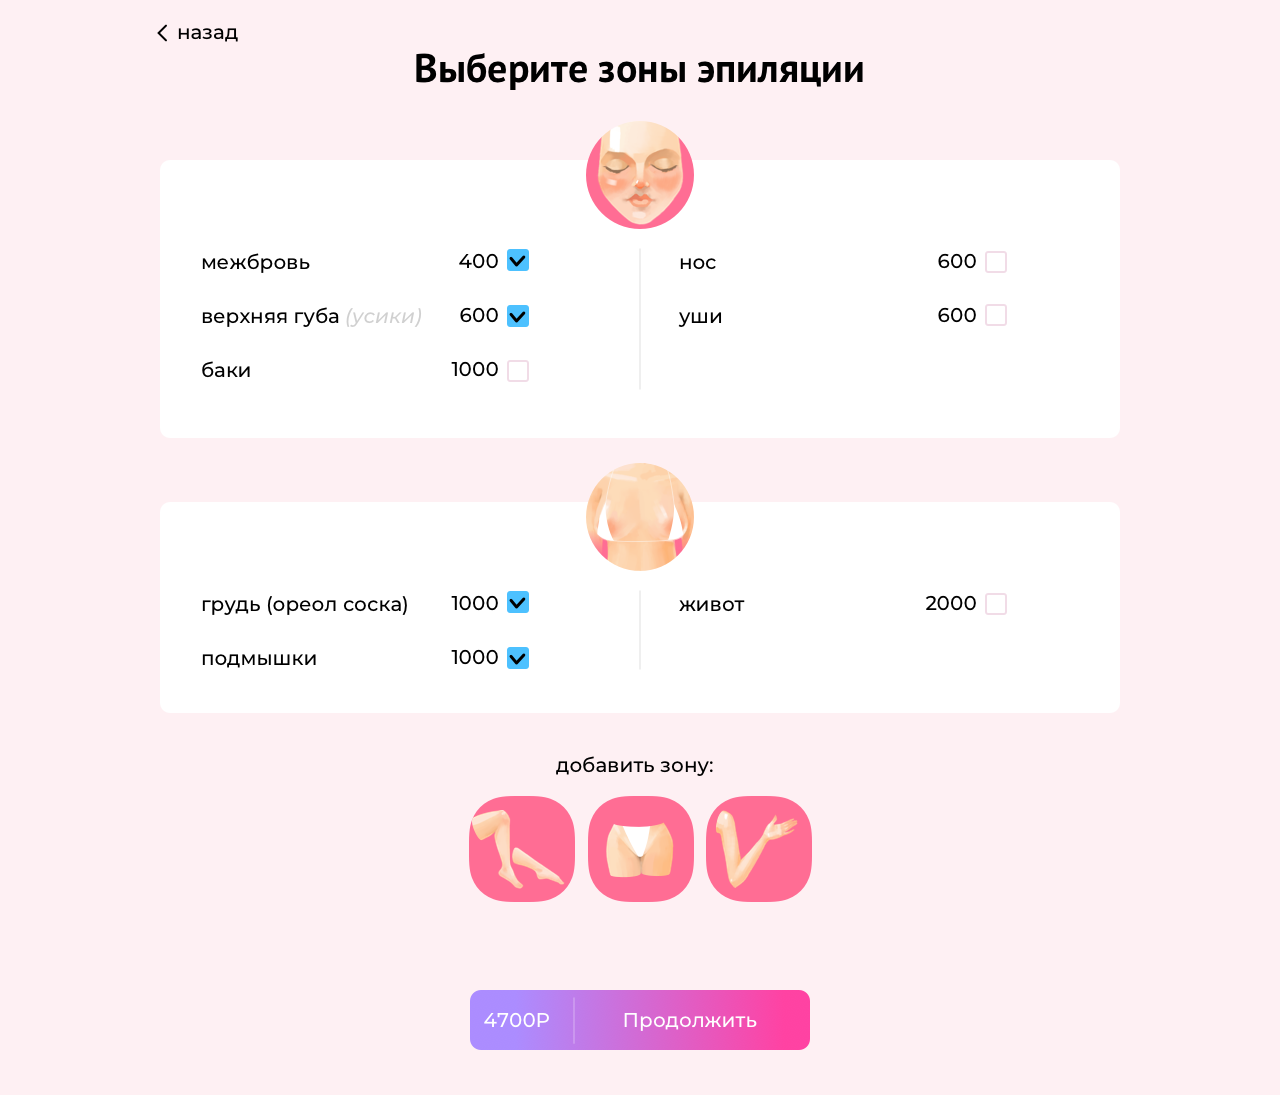 назад
Выберите зоны эпиляции
межбровь 400
нос 600
верхняя губа (усики) 600
уши 600
баки 1000
грудь (ореол соска) 1000
живот 2000
подмышки 1000
добавить зону:
4700Р Продолжить